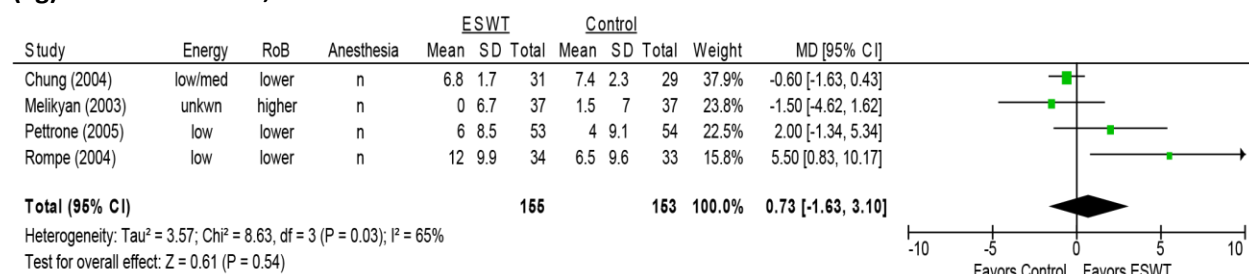 ESWT Control
Study Energy RoB Anesthesia Mean SD Total Mean SD Total Weight MD [95% CI]
Chung (2004) low/med lower n 6.8 1.7 31 7.4 2.3 29 37.9% -0.60 [-1.63, 0.43]
Melikyan (2003) unkwn higher n 0 6.7 37 1.5 7 37 23.8% -1.50 [-4.62, 1.62]
Pettrone (2005) low lower n 6 8.5 53 4 9.1 54 22.5% 2.00 [-1.34, 5.34]
Rompe (2004) low lower n 12 9.9 34 6.5 9.6 33 15.8% 5.50 [0.83, 10.17]
Total (95% CI) 155 153 100.0% 0.73 [-1.63, 3.10]
Heterogeneity: Tau² = 3.57; Chi² = 8.63, df = 3 (P = 0.03); I² = 65%
Test for overall effect: Z = 0.61 (P = 0.54)
-10 -5 0 5 10
Favors Control Favors ESWT